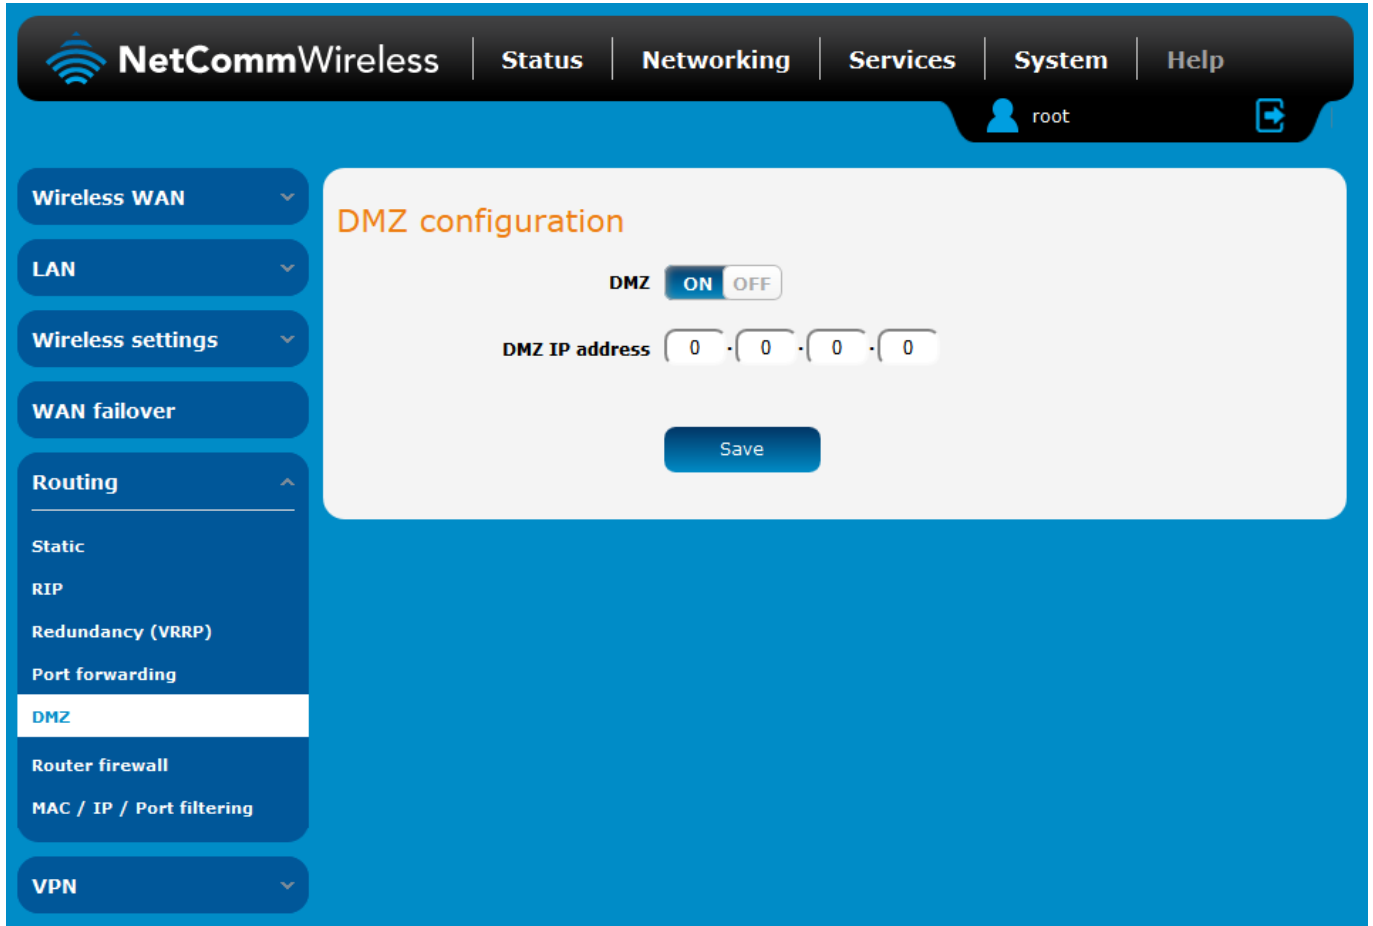 NetCommWireless Status Networking Services System Help
root
Wireless WAN
LAN
Wireless settings
WAN failover
Routing
Static
RIP
Redundancy (VRRP)
Port forwarding
DMZ
Router firewall
MAC / IP / Port filtering
VPN
DMZ configuration
DMZ ON OFF
DMZ IP address 0 . 0 . 0 . 0
Save